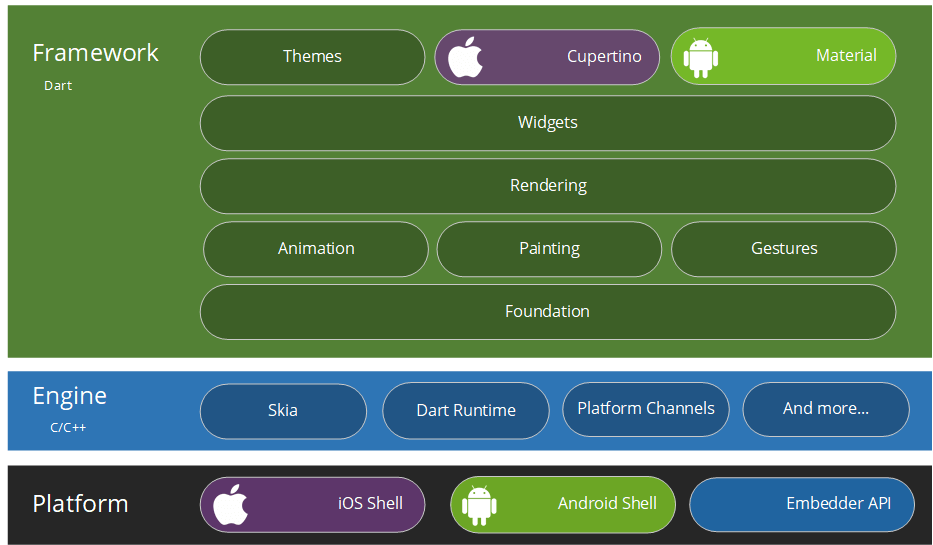 Framework
Dart
Themes
Cupertino
Material
Widgets
Rendering
Animation
Painting
Gestures
Foundation
Engine
C/C++
Skia
Dart Runtime
Platform Channels
And more...
Platform
iOS Shell
Android Shell
Embedder API